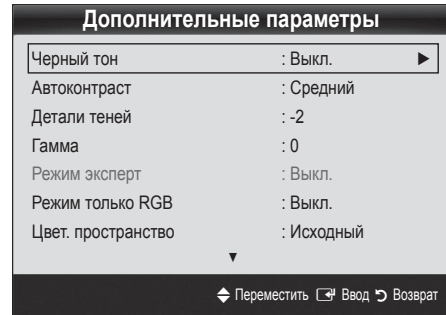 Дополнительные параметры
Черный тон : Выкл. ►
Автоконтраст : Средний
Детали теней : -2
Гамма : 0
Режим эксперт : Выкл.
Режим только RGB : Выкл.
Цвет. пространство : Исходный
▼
Переместить Ввод Возврат